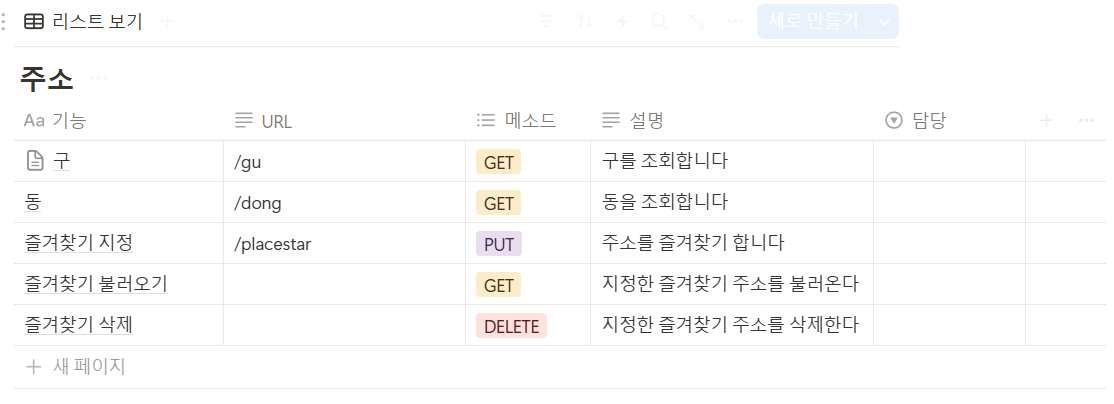 리스트 보기
새로 만들기
주소
Aa 기능 URL 메소드 설명 담당
구 /gu GET 구를 조회합니다
동 /dong GET 동을 조회합니다
즐겨찾기 지정 /placestar PUT 주소를 즐겨찾기 합니다
즐겨찾기 불러오기 GET 지정한 즐겨찾기 주소를 불러온다
즐겨찾기 삭제 DELETE 지정한 즐겨찾기 주소를 삭제한다
새 페이지